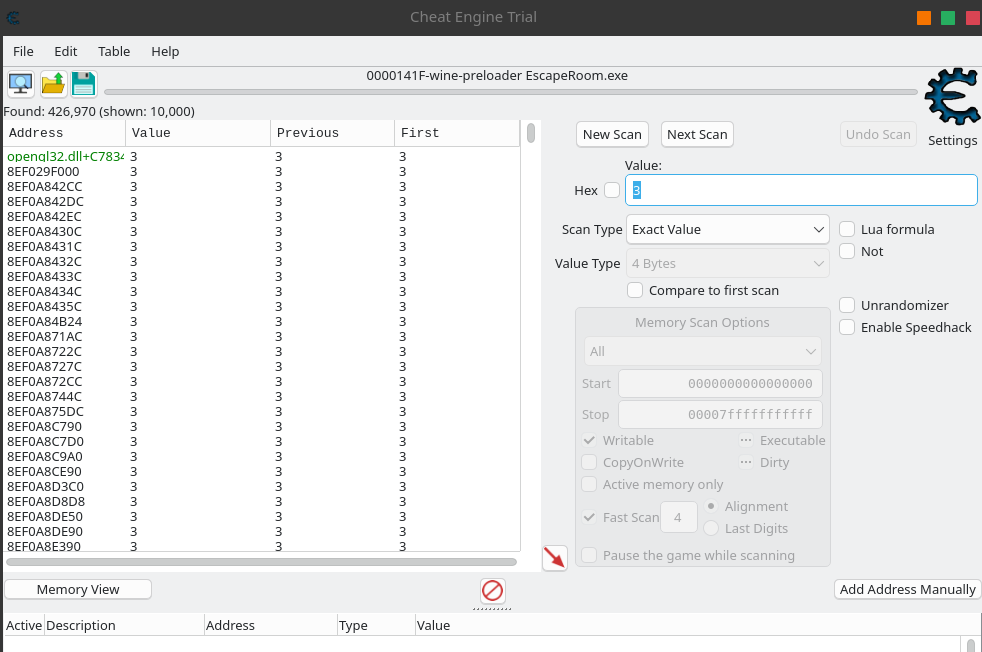 Cheat Engine Trial
File Edit Table Help
0000141F-wine-preloader EscapeRoom.exe
Found: 426,970 (shown: 10,000)
Settings
Address Value Previous First
opengl32.dll+C7834 3 3 3
8EF029F000 3 3 3
8EF0A842CC 3 3 3
8EF0A842DC 3 3 3
8EF0A842EC 3 3 3
8EF0A8430C 3 3 3
8EF0A8431C 3 3 3
8EF0A8432C 3 3 3
8EF0A8433C 3 3 3
8EF0A8434C 3 3 3
8EF0A8435C 3 3 3
8EF0A84B24 3 3 3
8EF0A871AC 3 3 3
8EF0A8722C 3 3 3
8EF0A8727C 3 3 3
8EF0A872CC 3 3 3
8EF0A8744C 3 3 3
8EF0A875DC 3 3 3
8EF0A8C790 3 3 3
8EF0A8C7D0 3 3 3
8EF0A8C9A0 3 3 3
8EF0A8CE90 3 3 3
8EF0A8D3C0 3 3 3
8EF0A8D8D8 3 3 3
8EF0A8DE50 3 3 3
8EF0A8DE90 3 3 3
8EF0A8E390 3 3 3
New Scan Next Scan Undo Scan
Value:
Hex 3
Scan Type Exact Value
Value Type 4 Bytes
Compare to first scan
Lua formula
Not
Unrandomizer
Enable Speedhack
Memory Scan Options
All
Start 0000000000000000
Stop 00007fffffffffff
Writable Executable
CopyOnWrite Dirty
Active memory only
Fast Scan 4 Alignment
Last Digits
Pause the game while scanning
Memory View Add Address Manually
Active Description Address Type Value